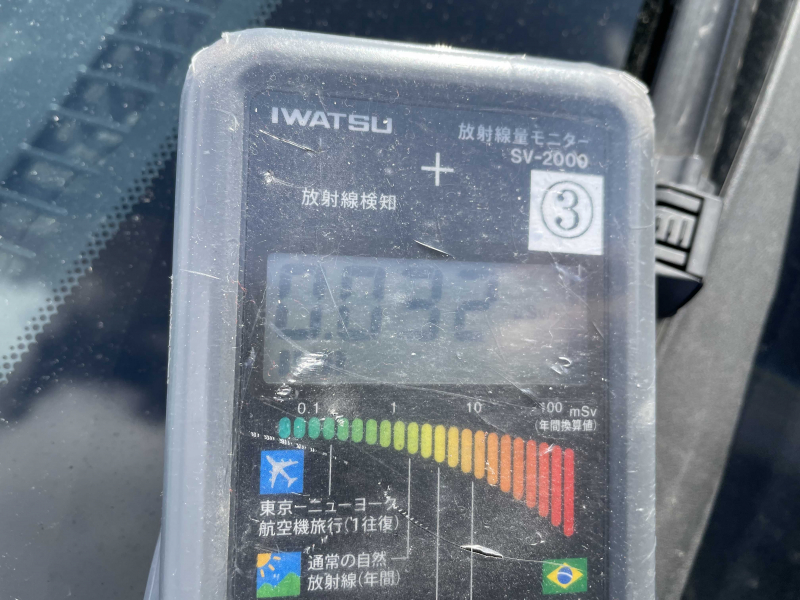 IWATSU
放射線量モニター
SV-2000
放射線検知
③
0.032
0.1 1 10 100 mSv
(年間換算値)
東京ーニューヨーク
航空機旅行(1往復)
通常の自然
放射線(年間)